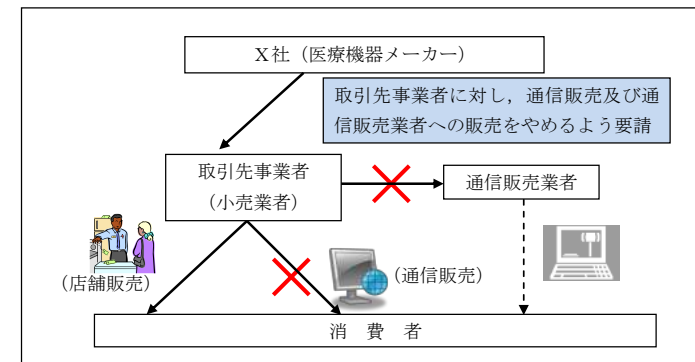 X社(医療機器メーカー)
取引先事業者に対し,通信販売及び通
信販売業者への販売をやめるよう要請
取引先事業者
(小売業者)
通信販売業者
(店舗販売)
(通信販売)
消 費 者